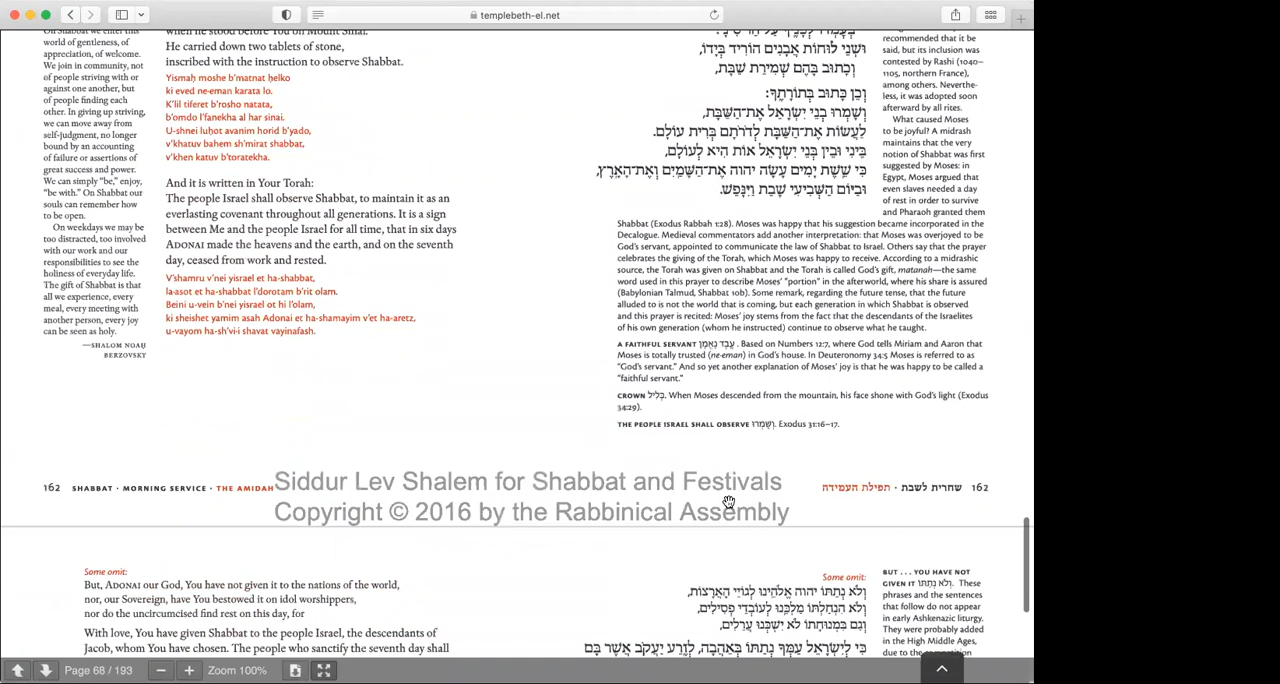 templebeth-el.net
On Shabbat we enter this
world of gentleness, of
appreciation, of welcome.
We join in community, not
of people striving with or
against one another, but
of people finding each
other. In giving up striving,
we can move away from
self-judgment, no longer
bound by an accounting
of failure or assertions of
great success and power.
We can simply “be,” enjoy,
“be with.” On Shabbat our
souls can remember how
to be open.
On weekdays we may be
too distracted, too involved
with our work and our
responsibilities to see the
holiness of everyday life.
The gift of Shabbat is that
all we experience, every
meal, every meeting with
another person, every joy
can be seen as holy.
—SHALOM NOAḤ
BERZOVSKY
when he stood before You on Mount Sinai.
He carried down two tablets of stone,
inscribed with the instruction to observe Shabbat.
Yismaḥ moshe b’matnat ḥelko
ki eved ne·eman karata lo.
K’lil tiferet b’rosho natata,
b’omdo l’fanekha al har sinai.
U-shnei luḥot avanim horid b’yado,
v’khatuv bahem sh’mirat shabbat,
v’khen katuv b’toratekha.
And it is written in Your Torah:
The people Israel shall observe Shabbat, to maintain it as an
everlasting covenant throughout all generations. It is a sign
between Me and the people Israel for all time, that in six days
ADONAI made the heavens and the earth, and on the seventh
day, ceased from work and rested.
V’shamru v’nei yisrael et ha-shabbat,
la·asot et ha-shabbat l’dorotam b’rit olam.
Beini u-vein b’nei yisrael ot hi l’olam,
ki sheishet yamim asah Adonai et ha-shamayim v’et ha-aretz,
u-vayom ha-sh’vi·i shavat vayinafash.
וּשְׁנֵי לוּחוֹת אֲבָנִים הוֹרִיד בְּיָדוֹ,
וְכָתוּב בָּהֶם שְׁמִירַת שַׁבָּת,
וְכֵן כָּתוּב בְּתוֹרָתֶֽךָ:
וְשָׁמְרוּ בְנֵי יִשְׂרָאֵל אֶת־הַשַּׁבָּת,
לַעֲשׂוֹת אֶת־הַשַּׁבָּת לְדֹרֹתָם בְּרִית עוֹלָם.
בֵּינִי וּבֵין בְּנֵי יִשְׂרָאֵל אוֹת הִיא לְעוֹלָם,
כִּי שֵֽׁשֶׁת יָמִים עָשָׂה יהוה אֶת־הַשָּׁמַֽיִם וְאֶת־הָאָֽרֶץ,
וּבַיּוֹם הַשְּׁבִיעִי שָׁבַת וַיִּנָּפַשׁ.
recommended that it be
said, but its inclusion was
contested by Rashi (1040–
1105, northern France),
among others. Neverthe-
less, it was adopted soon
afterward by all rites.
What caused Moses
to be joyful? A midrash
maintains that the very
notion of Shabbat was first
suggested by Moses: in
Egypt, Moses argued that
even slaves needed a day
of rest in order to survive
and Pharaoh granted them
Shabbat (Exodus Rabbah 1:28). Moses was happy that his suggestion became incorporated in the
Decalogue. Medieval commentators add another interpretation: that Moses was overjoyed to be
God’s servant, appointed to communicate the law of Shabbat to Israel. Others say that the prayer
celebrates the giving of the Torah, which Moses was happy to receive. According to a midrashic
source, the Torah was given on Shabbat and the Torah is called God’s gift, matanah—the same
word used in this prayer to describe Moses’ “portion” in the afterworld, where his share is assured
(Babylonian Talmud, Shabbat 10b). Some remark, regarding the future tense, that the future
alluded to is not the world that is coming, but each generation in which Shabbat is observed
and this prayer is recited: Moses’ joy stems from the fact that the descendants of the Israelites
of his own generation (whom he instructed) continue to observe what he taught.
A FAITHFUL SERVANT עֶֽבֶד נֶאֱמָן. Based on Numbers 12:7, where God tells Miriam and Aaron that
Moses is totally trusted (ne·eman) in God’s house. In Deuteronomy 34:5 Moses is referred to as
“God’s servant.” And so yet another explanation of Moses’ joy is that he was happy to be called a
“faithful servant.”
CROWN כְּלִיל. When Moses descended from the mountain, his face shone with God’s light (Exodus
34:29).
THE PEOPLE ISRAEL SHALL OBSERVE וְשָׁמְרוּ. Exodus 31:16–17.
162 SHABBAT · MORNING SERVICE · THE AMIDAH
Siddur Lev Shalem for Shabbat and Festivals
Copyright © 2016 by the Rabbinical Assembly
שחרית לשבת · תפילת העמידה 162
Some omit:
But, ADONAI our God, You have not given it to the nations of the world,
nor, our Sovereign, have You bestowed it on idol worshippers,
nor do the uncircumcised find rest on this day, for
With love, You have given Shabbat to the people Israel, the descendants of
Jacob, whom You have chosen. The people who sanctify the seventh day shall
Some omit:
וְלֹא נְתַתּוֹ יהוה אֱלֹהֵֽינוּ לְגוֹיֵי הָאֲרָצוֹת,
וְלֹא הִנְחַלְתּוֹ מַלְכֵּֽנוּ לְעוֹבְדֵי פְסִילִים,
וְגַם בִּמְנוּחָתוֹ לֹא יִשְׁכְּנוּ עֲרֵלִים.
כִּי לְיִשְׂרָאֵל עַמְּךָ נְתַתּוֹ בְּאַהֲבָה, לְזֶֽרַע יַעֲקֹב אֲשֶׁר בָּם
BUT … YOU HAVE NOT
GIVEN IT וְלֹא נְתַתּוֹ. These
phrases and the sentences
that follow do not appear
in early Ashkenazic liturgy.
They were probably added
in the High Middle Ages,
due to the
Page 68 / 193
Zoom 100%